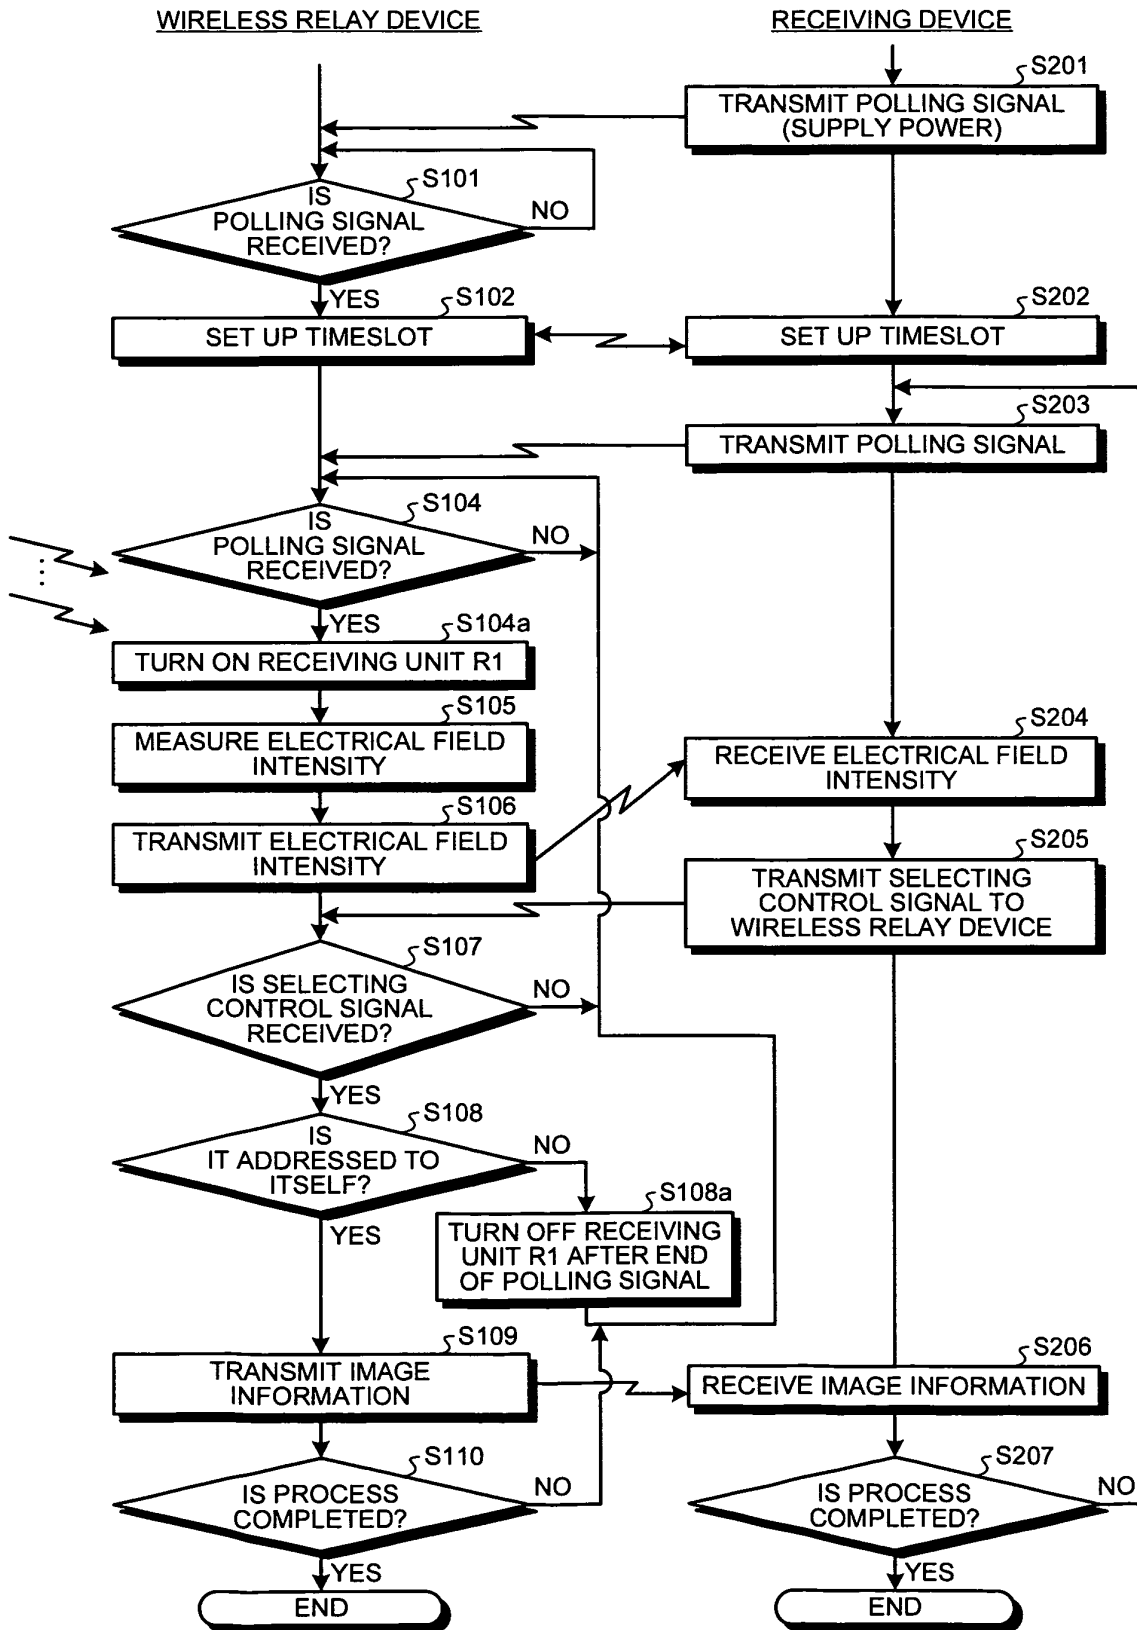 WIRELESS RELAY DEVICE
RECEIVING DEVICE
S201
TRANSMIT POLLING SIGNAL
(SUPPLY POWER)
S101
IS
POLLING SIGNAL
RECEIVED?
NO
YES
S102
SET UP TIMESLOT
S202
SET UP TIMESLOT
S203
TRANSMIT POLLING SIGNAL
S104
IS
POLLING SIGNAL
RECEIVED?
NO
YES
S104a
TURN ON RECEIVING UNIT R1
S105
MEASURE ELECTRICAL FIELD
INTENSITY
S204
RECEIVE ELECTRICAL FIELD
INTENSITY
S106
TRANSMIT ELECTRICAL FIELD
INTENSITY
S205
TRANSMIT SELECTING
CONTROL SIGNAL TO
WIRELESS RELAY DEVICE
S107
IS SELECTING
CONTROL SIGNAL
RECEIVED?
NO
YES
S108
IS
IT ADDRESSED TO
ITSELF?
NO
YES
S108a
TURN OFF RECEIVING
UNIT R1 AFTER END
OF POLLING SIGNAL
S109
TRANSMIT IMAGE
INFORMATION
S206
RECEIVE IMAGE INFORMATION
S110
IS PROCESS
COMPLETED?
NO
YES
END
S207
IS PROCESS
COMPLETED?
NO
YES
END